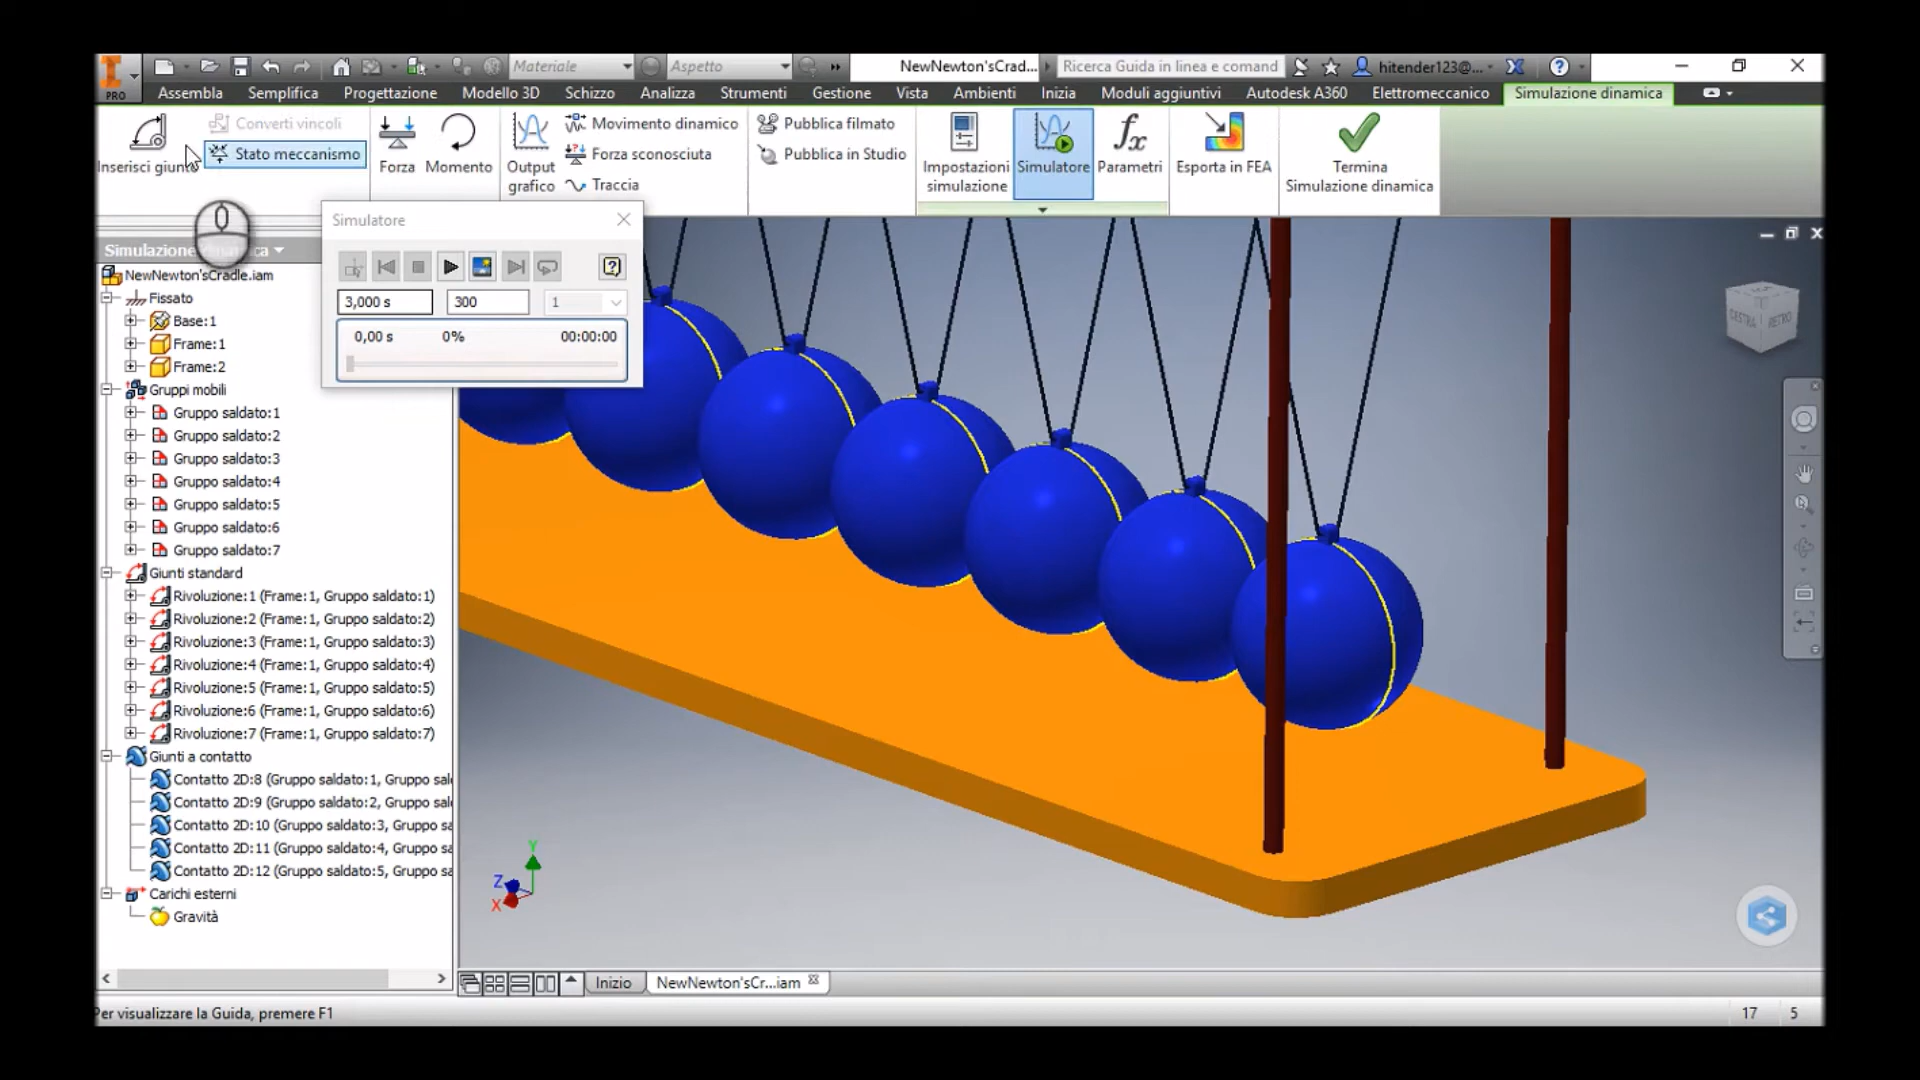 PRO
Materiale
Aspetto
NewNewton'sCrad...
Ricerca Guida in linea e comand
hitender123@...
Assembla Semplifica Progettazione Modello 3D Schizzo Analizza Strumenti Gestione Vista Ambienti Inizia Moduli aggiuntivi Autodesk A360 Elettromeccanico Simulazione dinamica
Inserisci giunto
Converti vincoli
Stato meccanismo
Forza
Momento
Output
grafico
Movimento dinamico
Forza sconosciuta
Traccia
Pubblica filmato
Pubblica in Studio
Impostazioni
simulazione
Simulatore
Parametri
Esporta in FEA
Termina
Simulazione dinamica
Simulatore
3,000 s 300 1
0,00 s 0% 00:00:00
NewNewton'sCradle.iam
Fissato
Base:1
Frame:1
Frame:2
Gruppi mobili
Gruppo saldato:1
Gruppo saldato:2
Gruppo saldato:3
Gruppo saldato:4
Gruppo saldato:5
Gruppo saldato:6
Gruppo saldato:7
Giunti standard
Rivoluzione:1 (Frame:1, Gruppo saldato:1)
Rivoluzione:2 (Frame:1, Gruppo saldato:2)
Rivoluzione:3 (Frame:1, Gruppo saldato:3)
Rivoluzione:4 (Frame:1, Gruppo saldato:4)
Rivoluzione:5 (Frame:1, Gruppo saldato:5)
Rivoluzione:6 (Frame:1, Gruppo saldato:6)
Rivoluzione:7 (Frame:1, Gruppo saldato:7)
Giunti a contatto
Contatto 2D:8 (Gruppo saldato:1, Gruppo sal
Contatto 2D:9 (Gruppo saldato:2, Gruppo sal
Contatto 2D:10 (Gruppo saldato:3, Gruppo sa
Contatto 2D:11 (Gruppo saldato:4, Gruppo sa
Contatto 2D:12 (Gruppo saldato:5, Gruppo sa
Carichi esterni
Gravità
Y
Z
X
Inizio
NewNewton'sCr...iam
Per visualizzare la Guida, premere F1
17 5